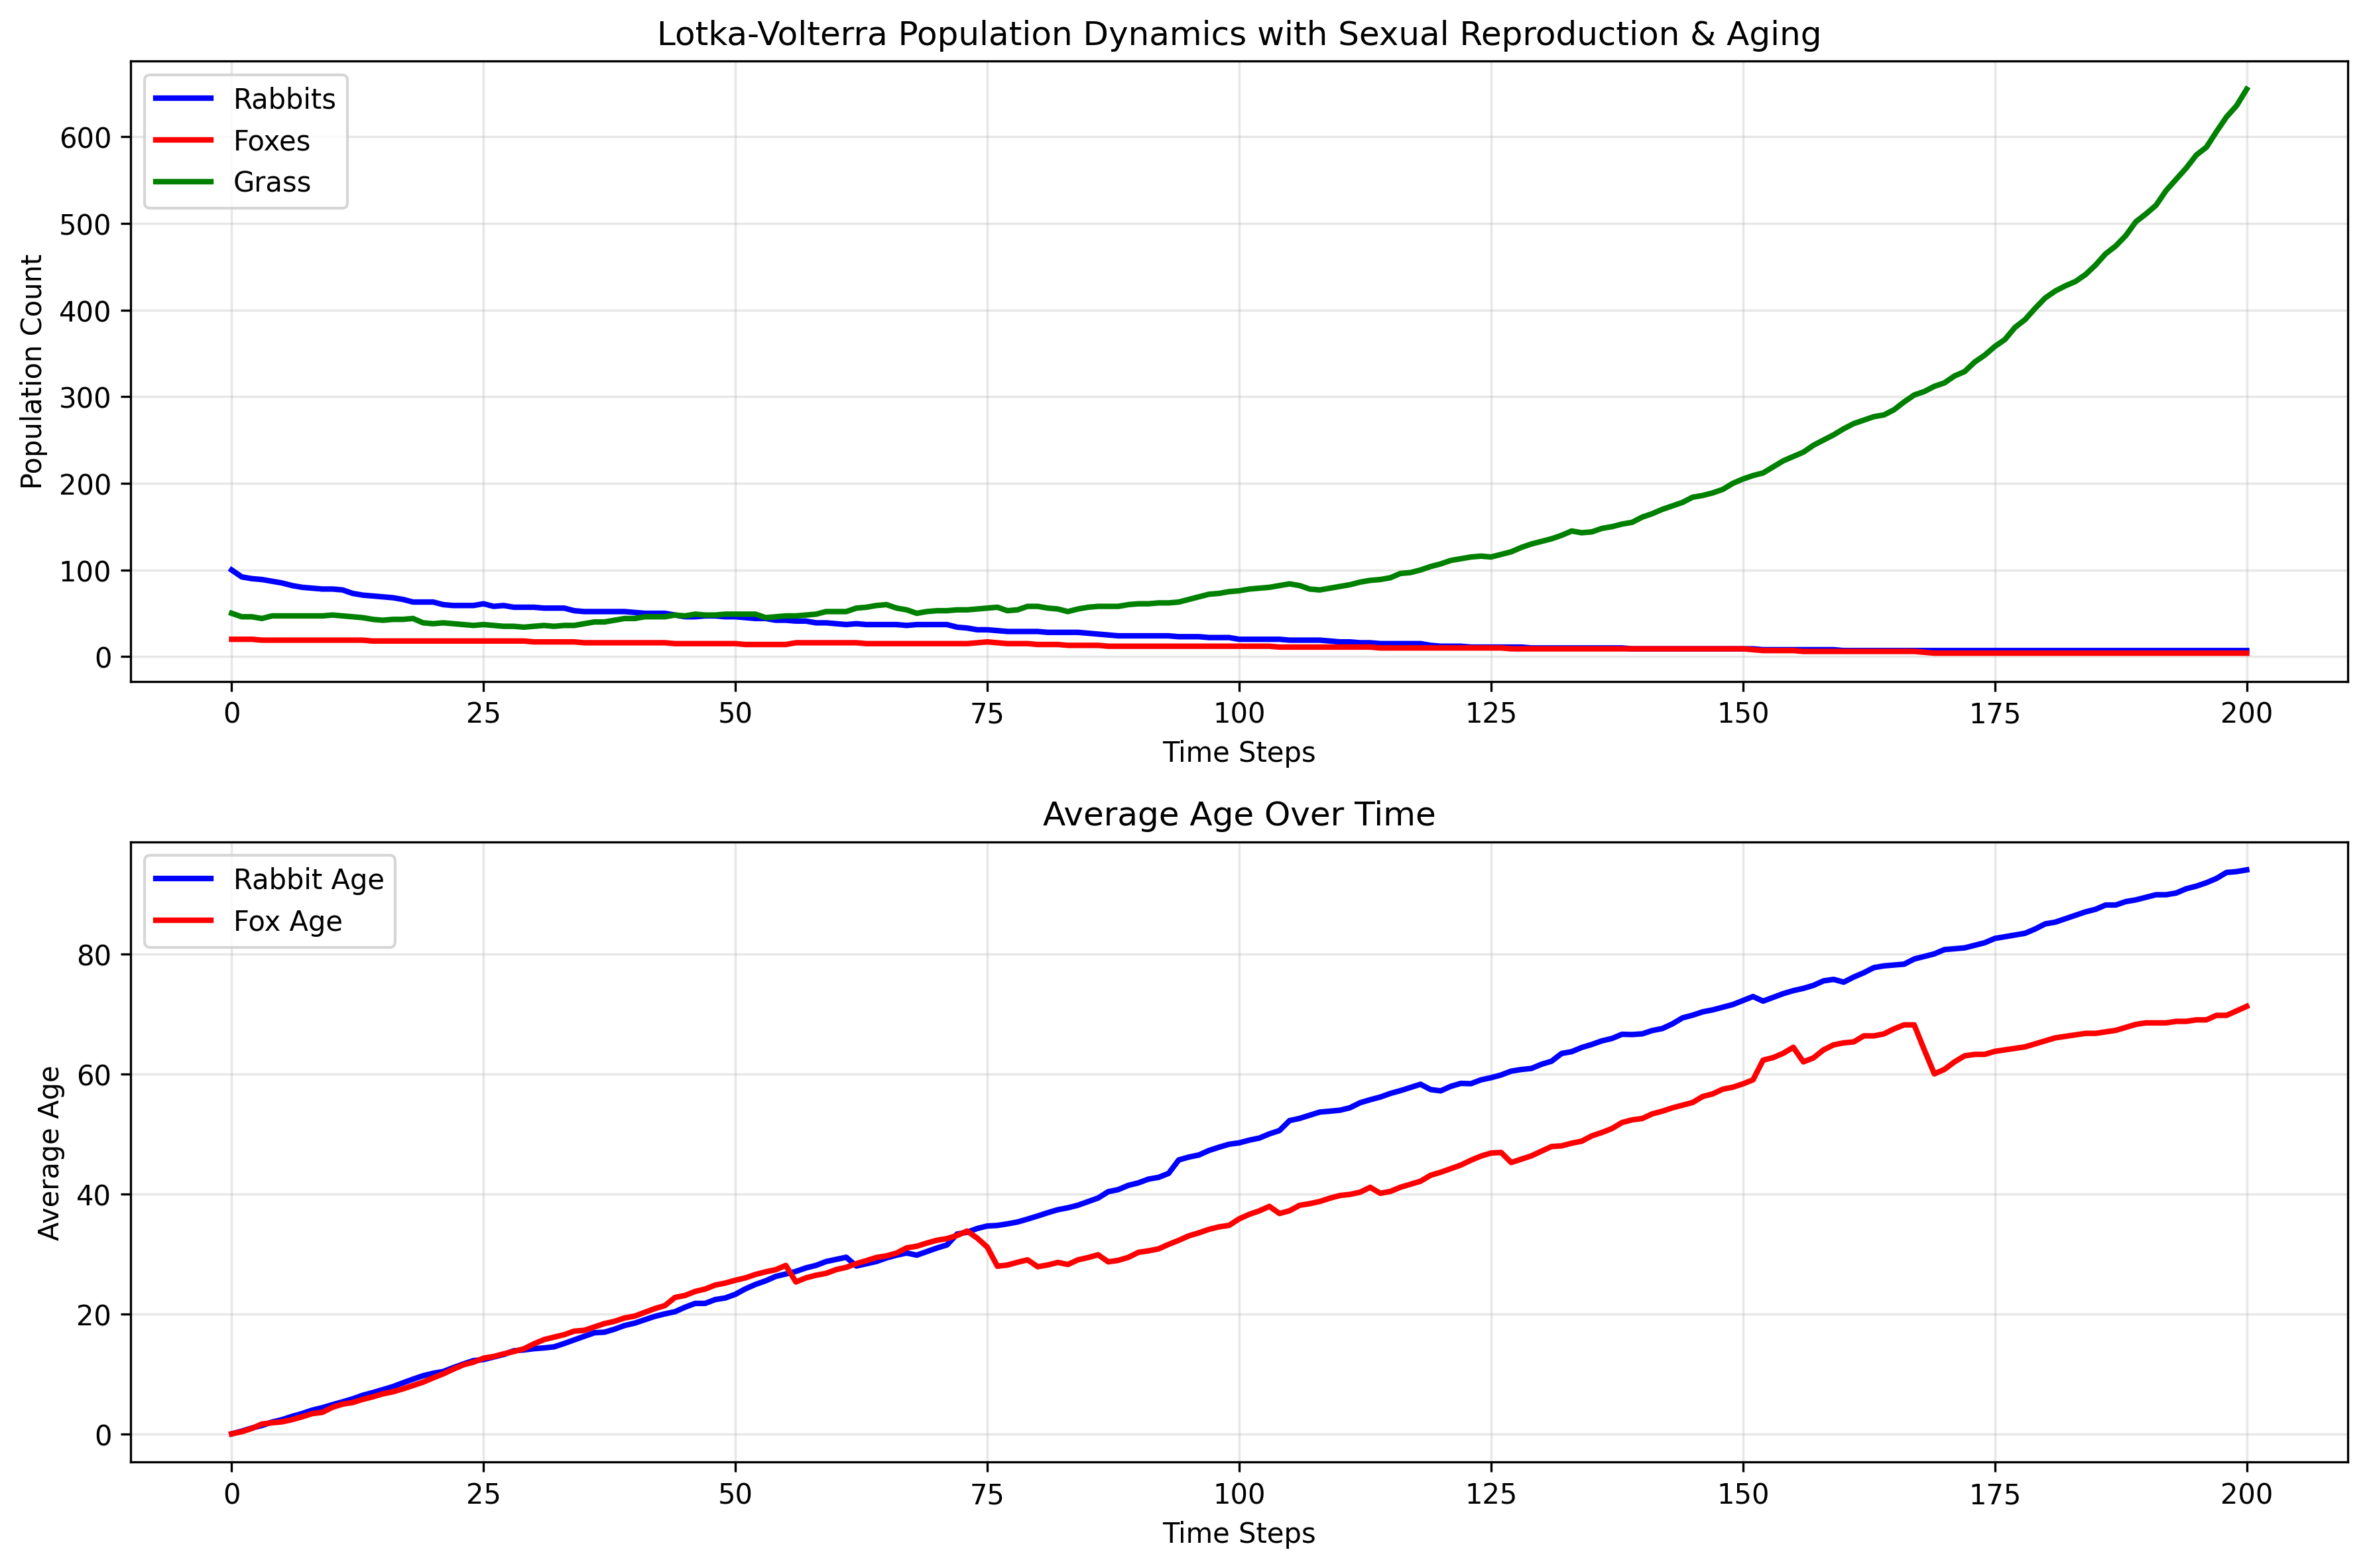 Lotka-Volterra Population Dynamics with Sexual Reproduction & Aging
Rabbits
Foxes
Grass
Population Count
600
500
400
300
200
100
0
0 25 50 75 100 125 150 175 200
Time Steps
Average Age Over Time
Rabbit Age
Fox Age
Average Age
80
60
40
20
0
0 25 50 75 100 125 150 175 200
Time Steps